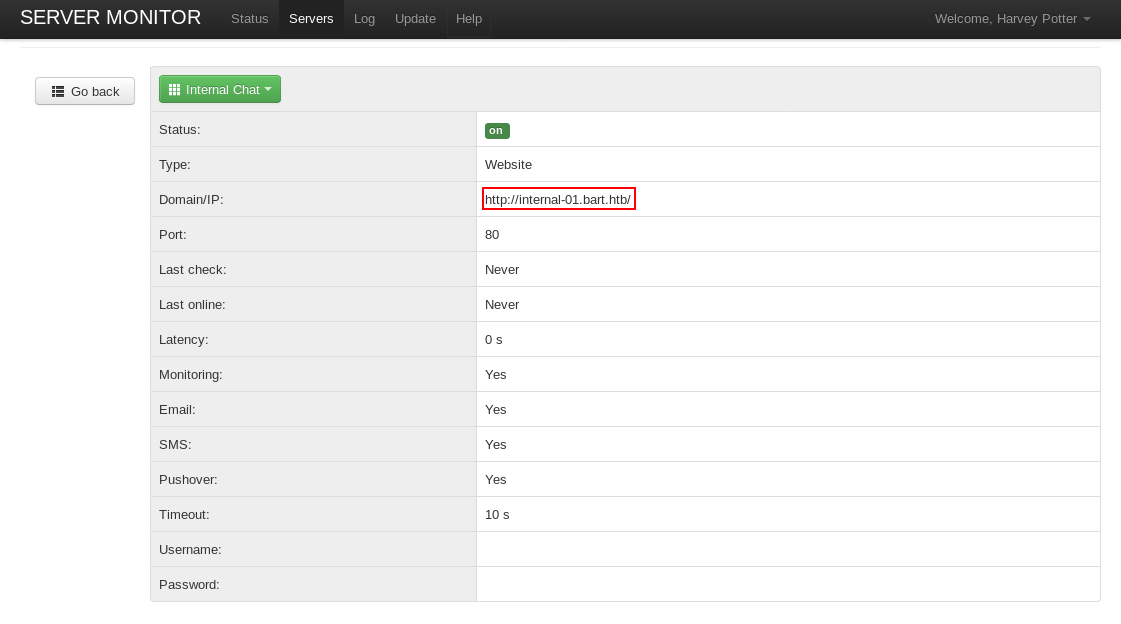 SERVER MONITOR Status Servers Log Update Help Welcome, Harvey Potter
Go back
Internal Chat
Status: on
Type: Website
Domain/IP: http://internal-01.bart.htb/
Port: 80
Last check: Never
Last online: Never
Latency: 0 s
Monitoring: Yes
Email: Yes
SMS: Yes
Pushover: Yes
Timeout: 10 s
Username:
Password: